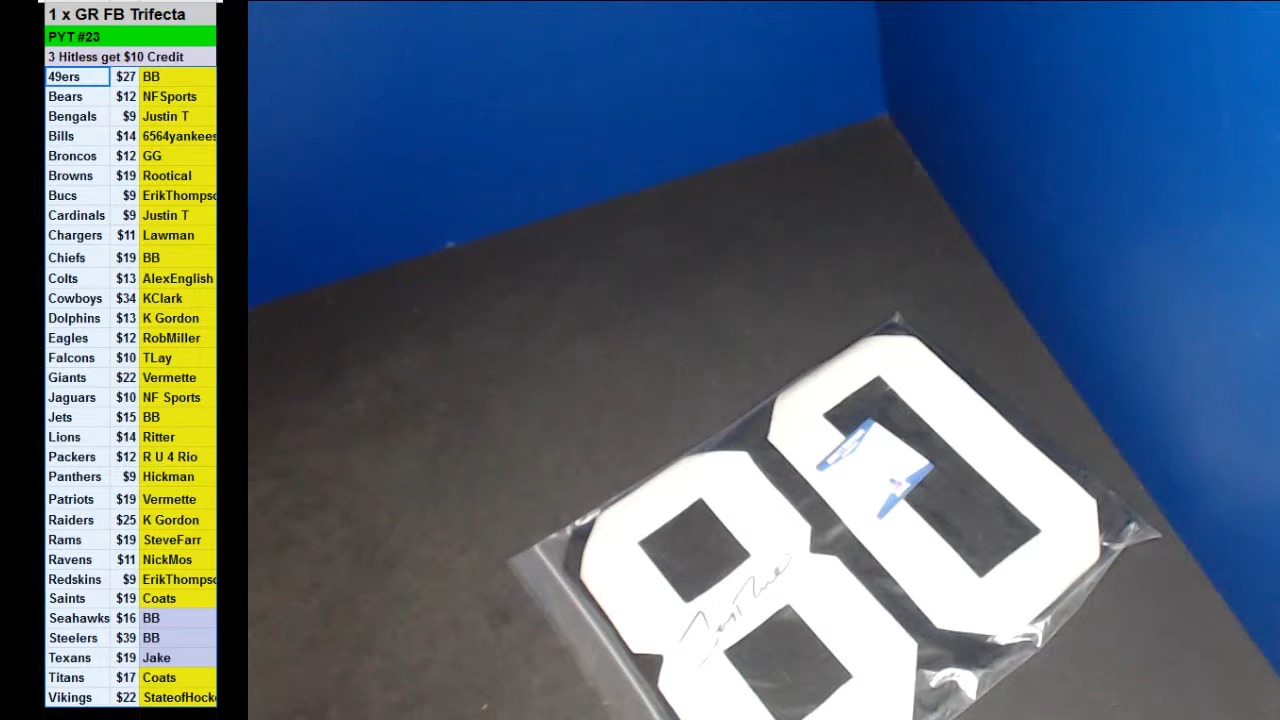 1 x GR FB Trifecta
PYT #23
3 Hitless get $10 Credit
49ers $27 BB
Bears $12 NFSports
Bengals $9 Justin T
Bills $14 6564yankees
Broncos $12 GG
Browns $19 Rootical
Bucs $9 ErikThompso
Cardinals $9 Justin T
Chargers $11 Lawman
Chiefs $19 BB
Colts $13 AlexEnglish
Cowboys $34 KClark
Dolphins $13 K Gordon
Eagles $12 RobMiller
Falcons $10 TLay
Giants $22 Vermette
Jaguars $10 NF Sports
Jets $15 BB
Lions $14 Ritter
Packers $12 R U 4 Rio
Panthers $9 Hickman
Patriots $19 Vermette
Raiders $25 K Gordon
Rams $19 SteveFarr
Ravens $11 NickMos
Redskins $9 ErikThompso
Saints $19 Coats
Seahawks $16 BB
Steelers $39 BB
Texans $19 Jake
Titans $17 Coats
Vikings $22 StateofHocke
80